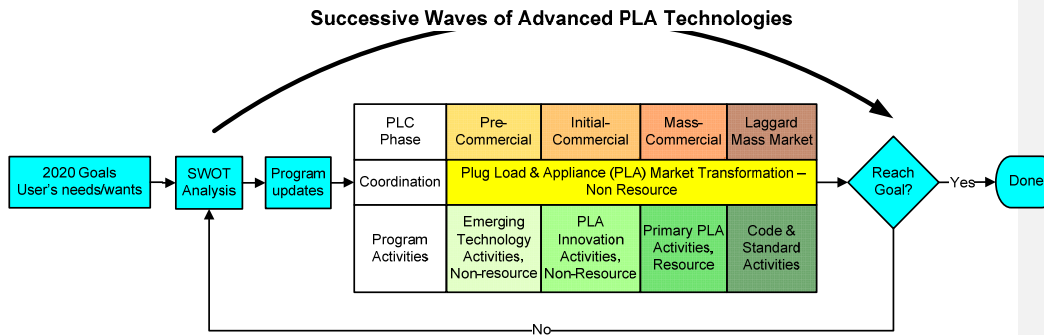 Successive Waves of Advanced PLA Technologies
2020 Goals
User's needs/wants
SWOT
Analysis
Program
updates
PLC
Phase
Pre-
Commercial
Initial-
Commercial
Mass-
Commercial
Laggard
Mass Market
Coordination
Plug Load & Appliance (PLA) Market Transformation –
Non Resource
Program
Activities
Emerging
Technology
Activities,
Non-resource
PLA
Innovation
Activities,
Non-Resource
Primary PLA
Activities,
Resource
Code &
Standard
Activities
Reach
Goal?
Yes
Done
No